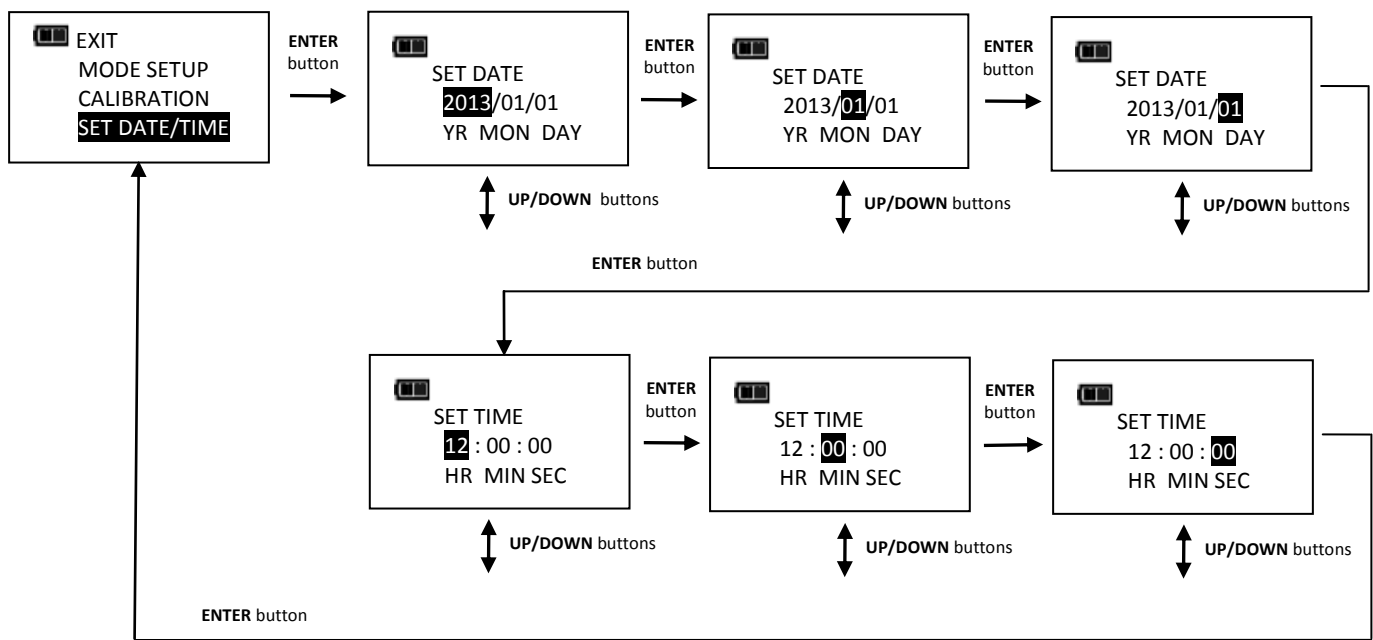 EXIT
MODE SETUP
CALIBRATION
SET DATE/TIME
ENTER
button
SET DATE
2013/01/01
YR MON DAY
UP/DOWN buttons
ENTER
button
SET DATE
2013/01/01
YR MON DAY
UP/DOWN buttons
ENTER
button
SET DATE
2013/01/01
YR MON DAY
UP/DOWN buttons
ENTER button
SET TIME
12 : 00 : 00
HR MIN SEC
UP/DOWN buttons
ENTER
button
SET TIME
12 : 00 : 00
HR MIN SEC
UP/DOWN buttons
ENTER
button
SET TIME
12 : 00 : 00
HR MIN SEC
UP/DOWN buttons
ENTER button